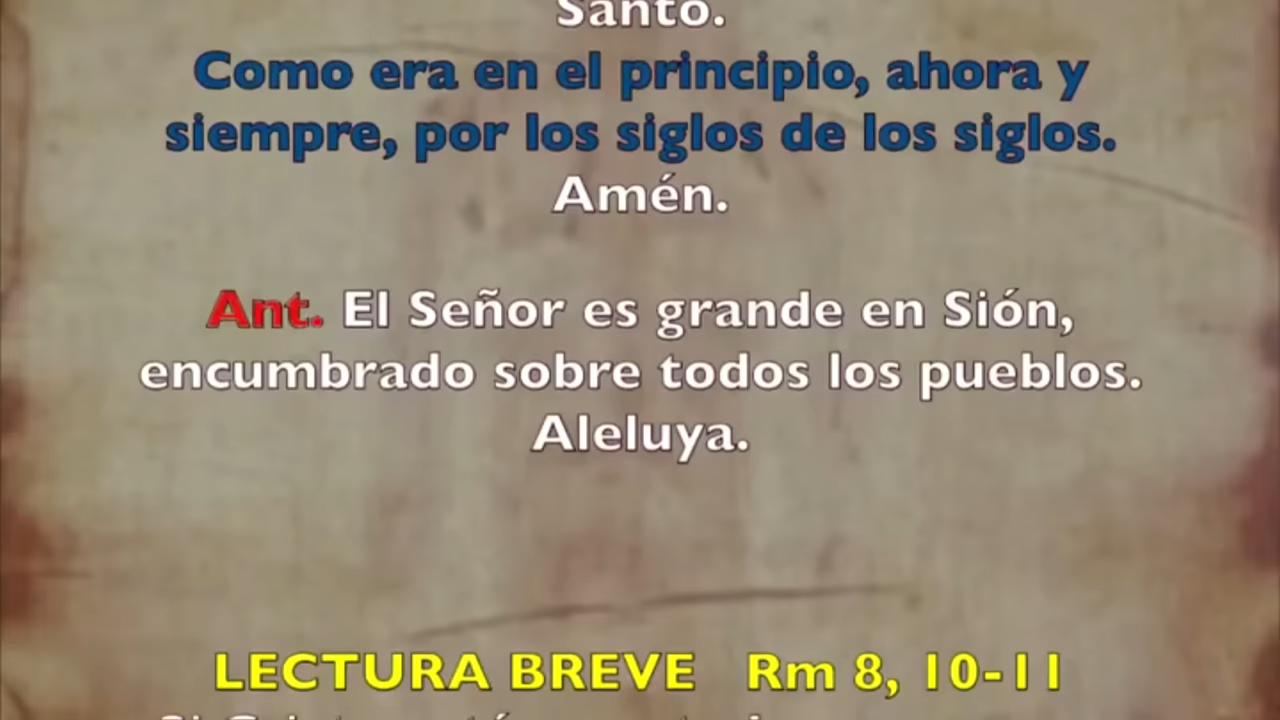 Santo.
Como era en el principio, ahora y
siempre, por los siglos de los siglos.
Amén.
Ant. El Señor es grande en Sión,
encumbrado sobre todos los pueblos.
Aleluya.
LECTURA BREVE Rm 8, 10-11